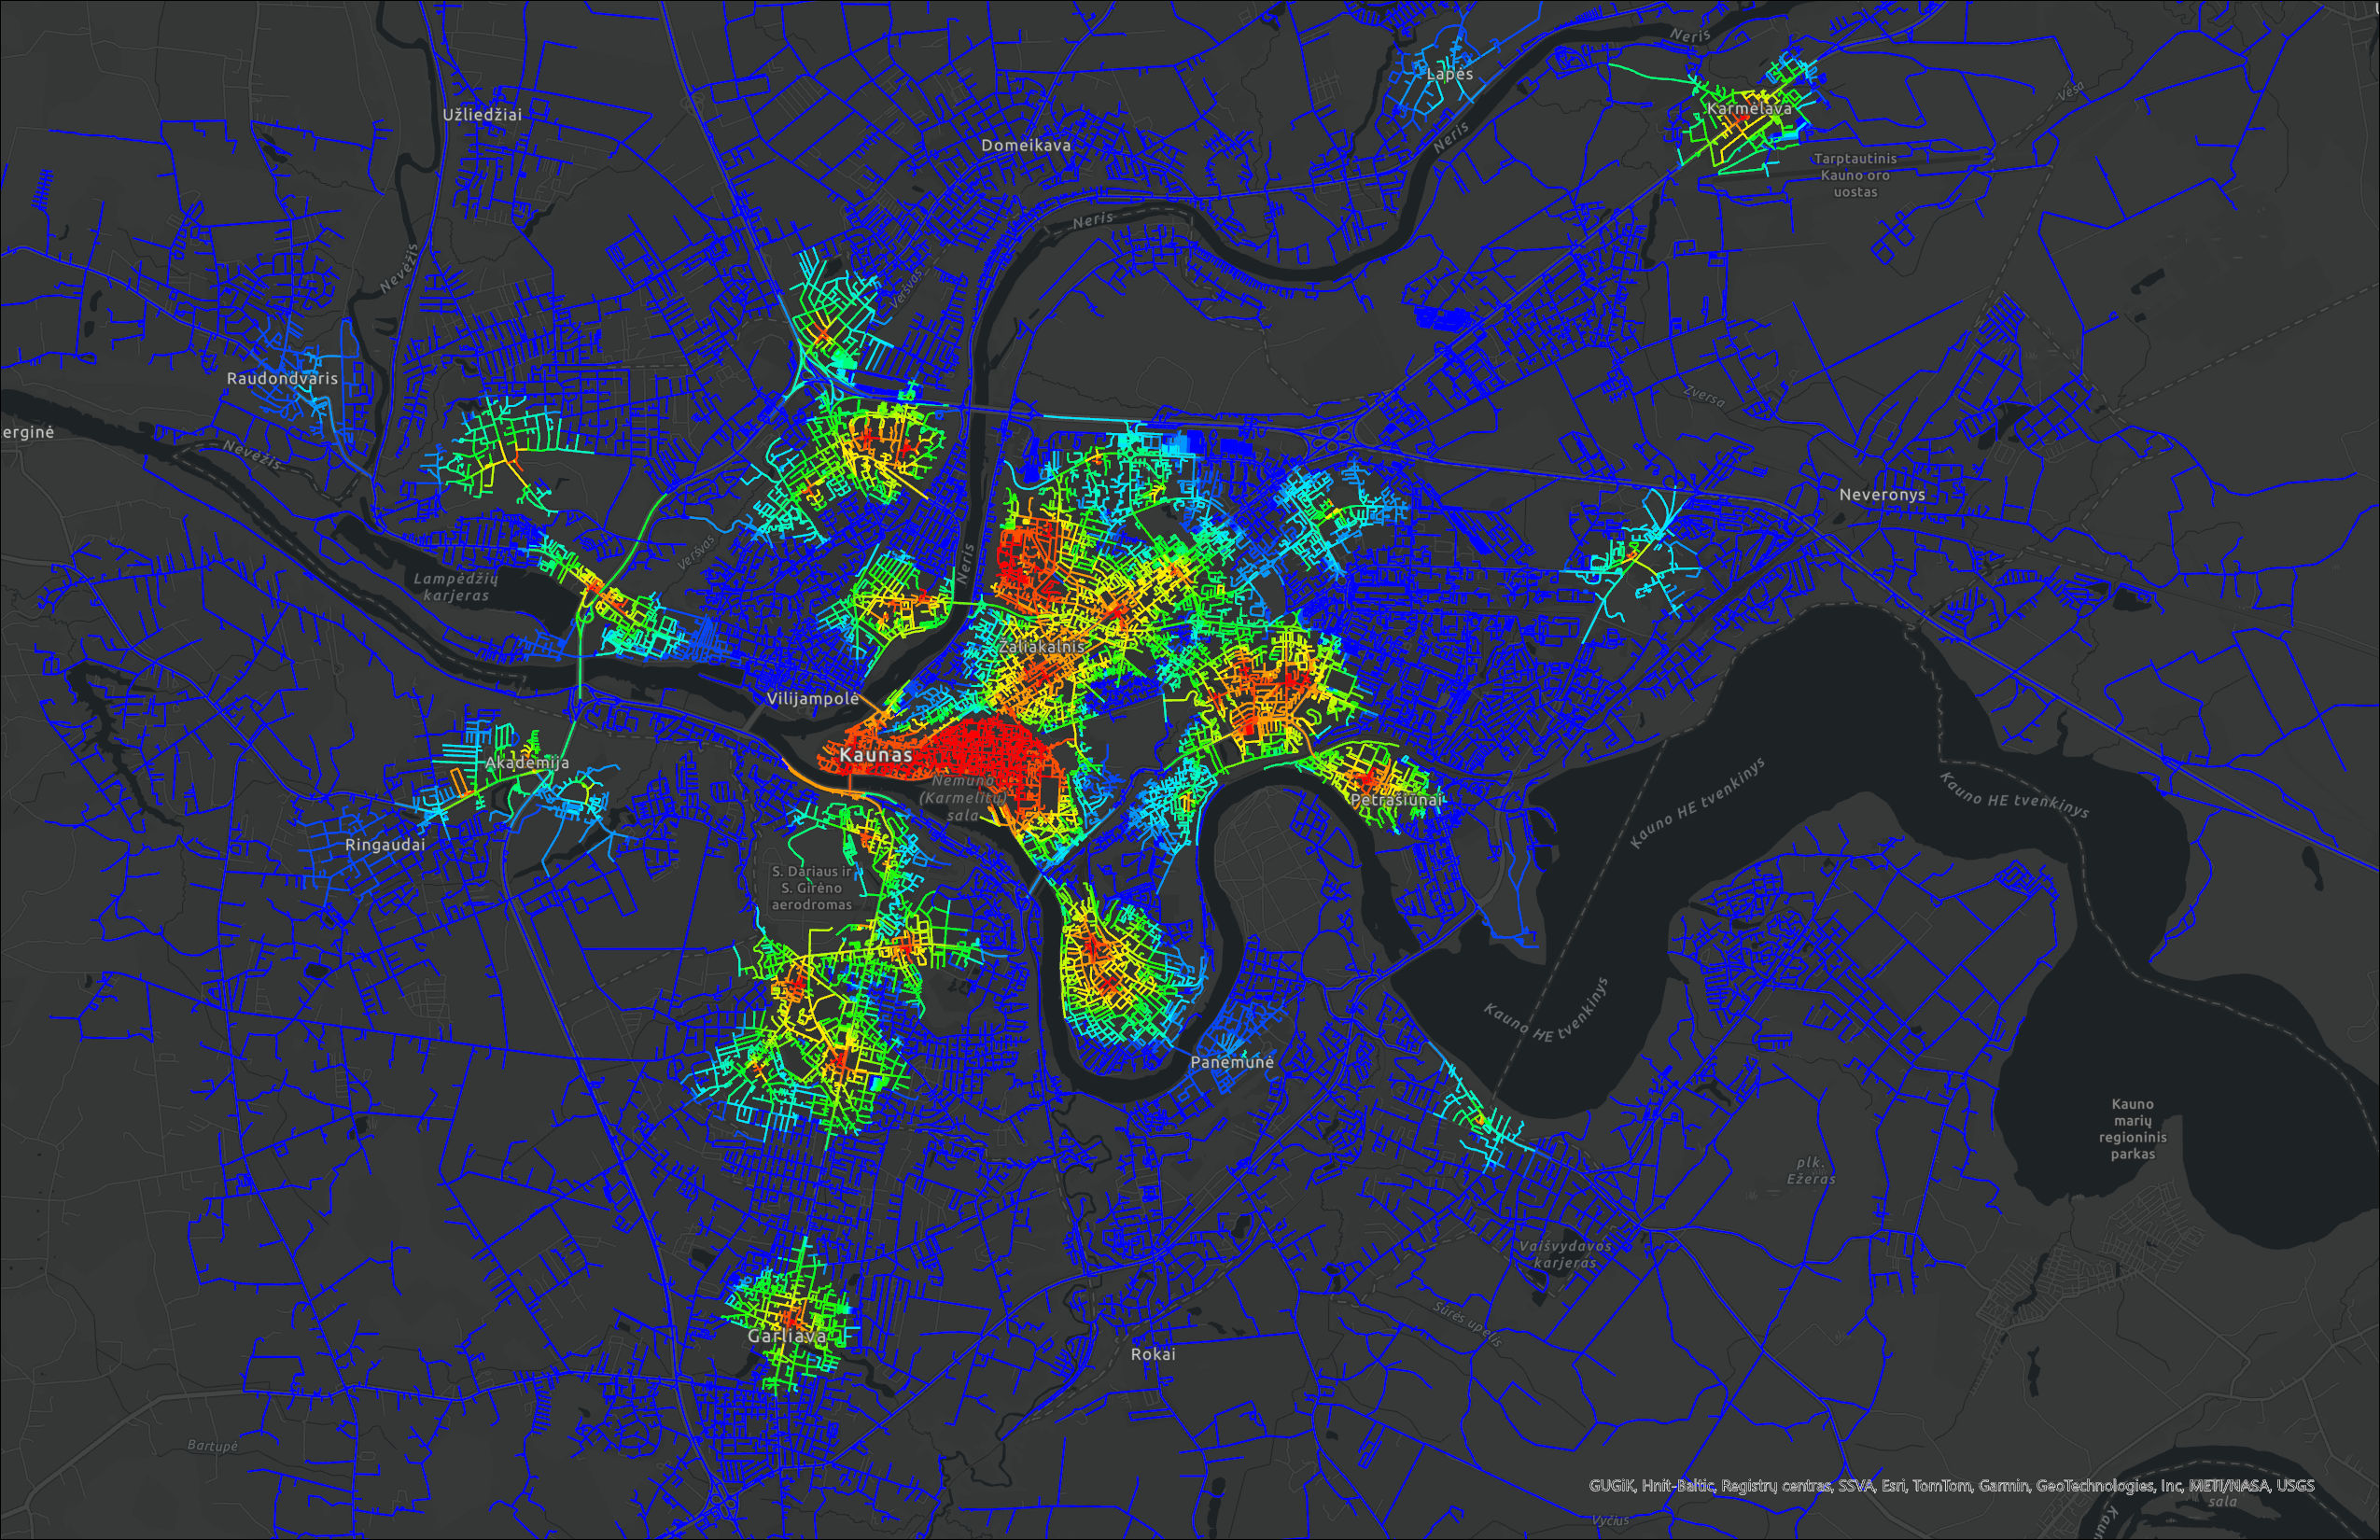 Neris
Lapės
Karmėlava
Vėsa
Užliedžiai
Domeikava
Neris
Tarptautinis
Kauno oro
uostas
Neris
Nevėžis
Veršvas
Raudondvaris
Zversa
erginė
Nevėžis
Neveronys
Veršvas
Neris
Lampėdžių
karjeras
Žaliakalnis
Vilijampolė
Kaunas
Akademija
Nemuno
(Karmelitų)
sala
Petrašiūnai
Kauno HE tvenkinys
Kauno HE tvenkinys
Ringaudai
S. Dariaus ir
S. Girėno
aerodromas
Kauno HE tvenkinys
Panemunė
Kauno
marių
regioninis
parkas
plk.
Ežeras
Vaišvydavos
karjeras
Sūrės upelis
Garliava
Rokai
Bartupė
GUGiK, Hnit-Baltic, Registrų centras, SSVA, Esri, TomTom, Garmin, GeoTechnologies, Inc, METI/NASA, USGS
sala
Vyčius